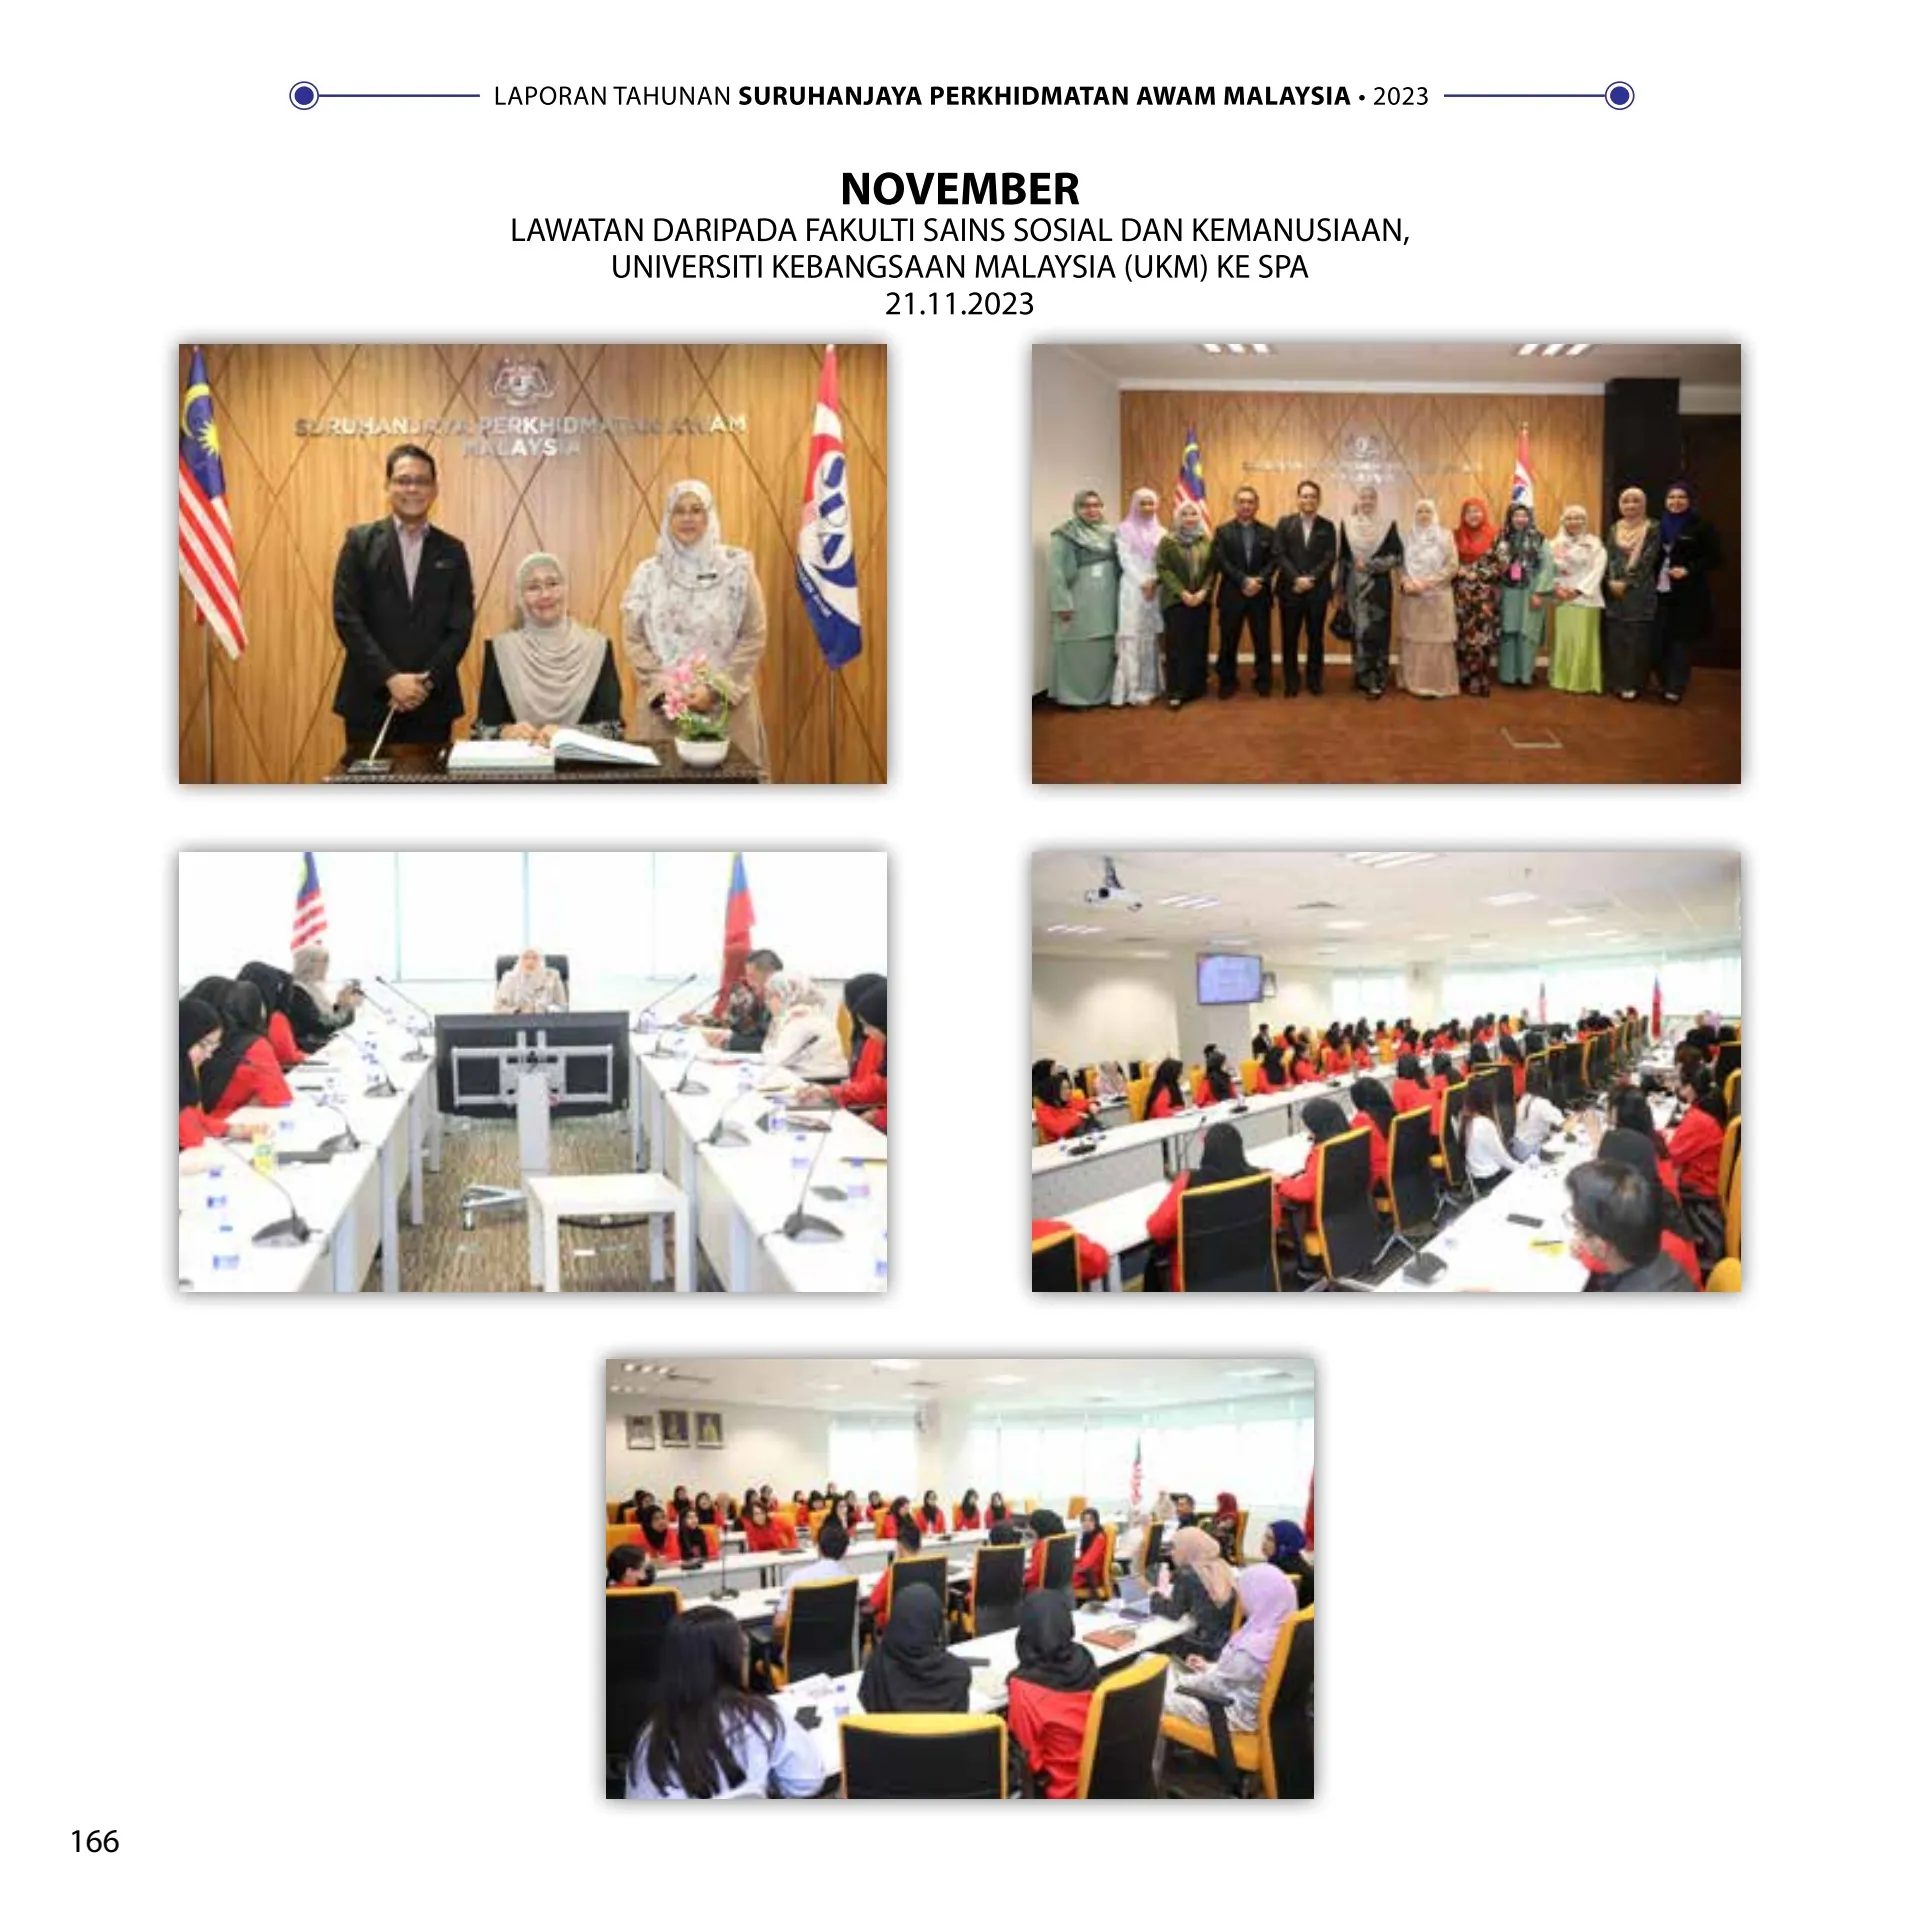 LAPORAN TAHUNAN SURUHANJAYA PERKHIDMATAN AWAM MALAYSIA • 2023
NOVEMBER
LAWATAN DARIPADA FAKULTI SAINS SOSIAL DAN KEMANUSIAAN,
UNIVERSITI KEBANGSAAN MALAYSIA (UKM) KE SPA
21.11.2023
SURUHANJAYA PERKHIDMATAN AWAM
MALAYSIA
SPA
166